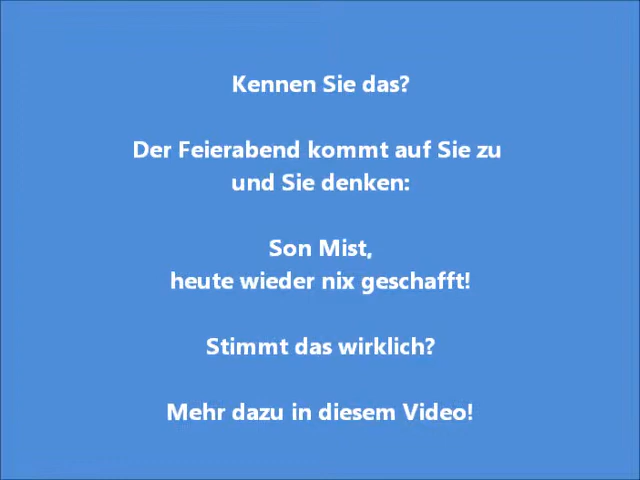 Kennen Sie das?
Der Feierabend kommt auf Sie zu
und Sie denken:
Son Mist,
heute wieder nix geschafft!
Stimmt das wirklich?
Mehr dazu in diesem Video!